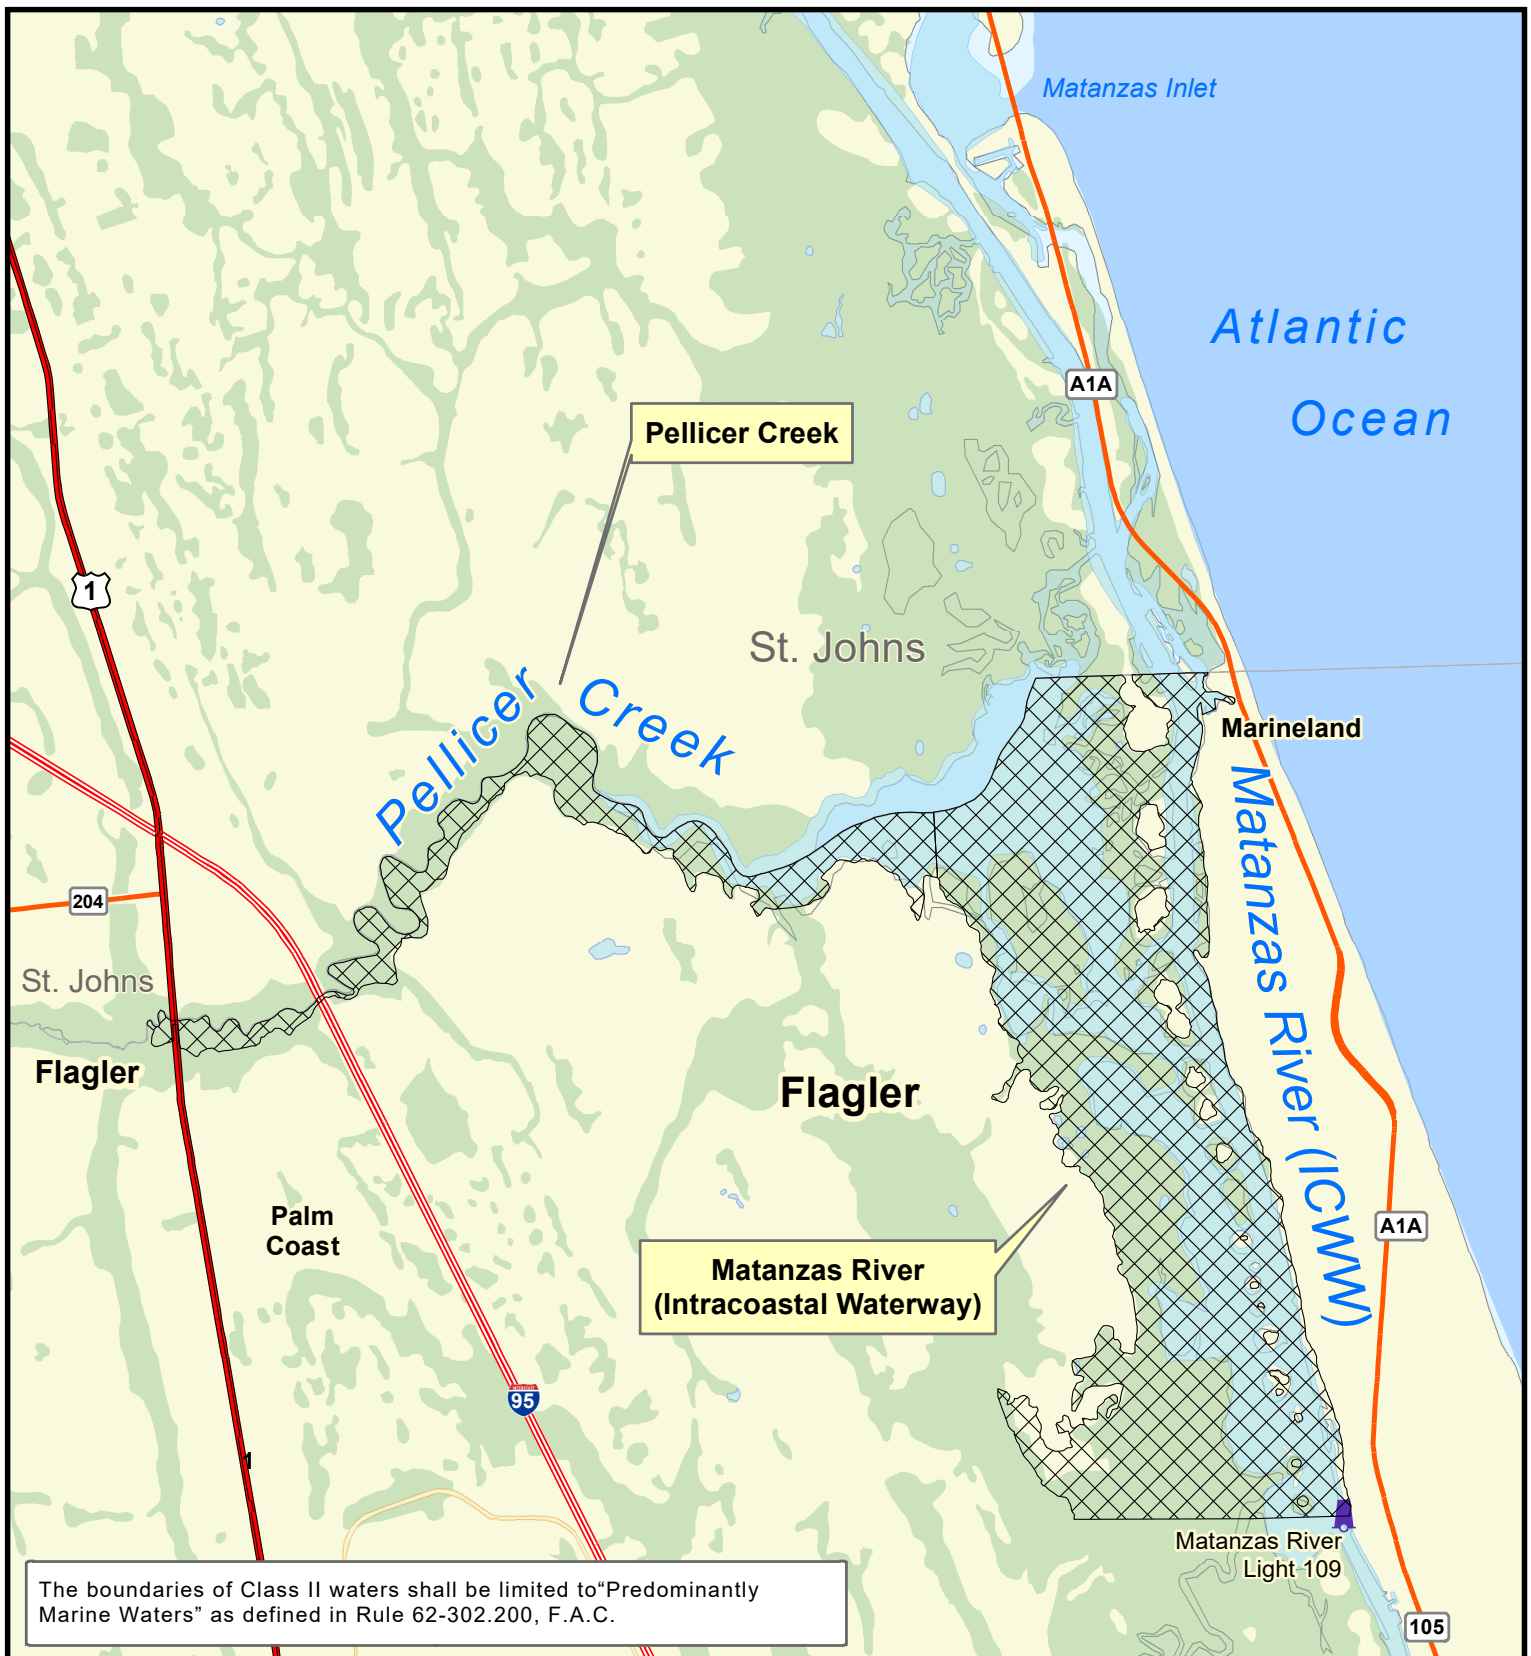 Matanzas Inlet
Atlantic
Ocean
A1A
Pellicer Creek
1
St. Johns
Pellicer Creek
Marineland
Matanzas River (ICWW)
204
St. Johns
Flagler
Flagler
Palm
Coast
A1A
Matanzas River
(Intracoastal Waterway)
95
1
Matanzas River
Light 109
The boundaries of Class II waters shall be limited to“Predominantly
Marine Waters” as defined in Rule 62-302.200, F.A.C.
105